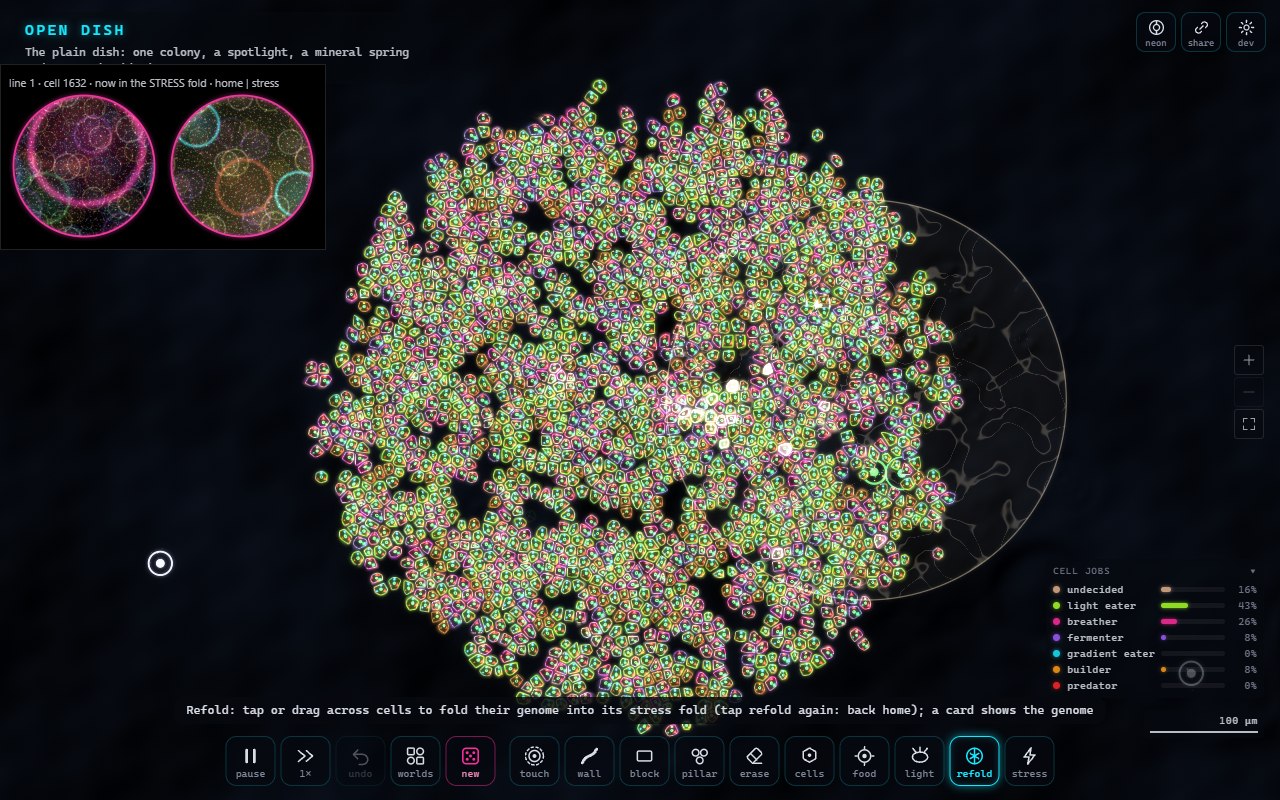 OPEN DISH
The plain dish: one colony, a spotlight, a mineral spring
line 1 · cell 1632 · now in the STRESS fold · home | stress
neon
share
dev
CELL JOBS
undecided 16%
light eater 43%
breather 26%
fermenter 8%
gradient eater 0%
builder 8%
predator 0%
Refold: tap or drag across cells to fold their genome into its stress fold (tap refold again: back home); a card shows the genome
100 µm
pause
1×
undo
worlds
new
touch
wall
block
pillar
erase
cells
food
light
refold
stress